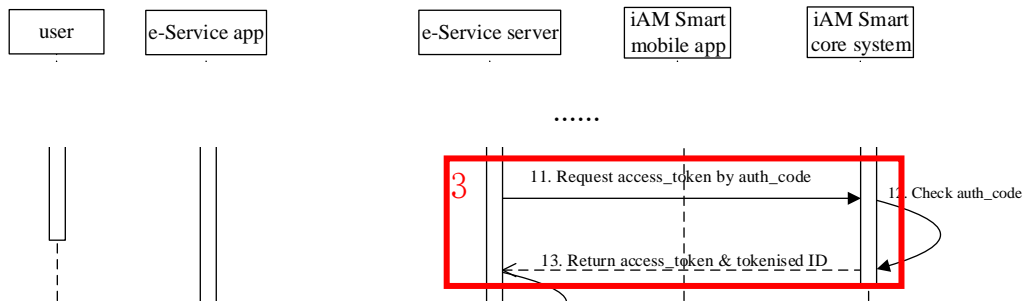 user
e-Service app
e-Service server
iAM Smart
mobile app
iAM Smart
core system
......
3
11. Request access_token by auth_code
12. Check auth_code
13. Return access_token & tokenised ID